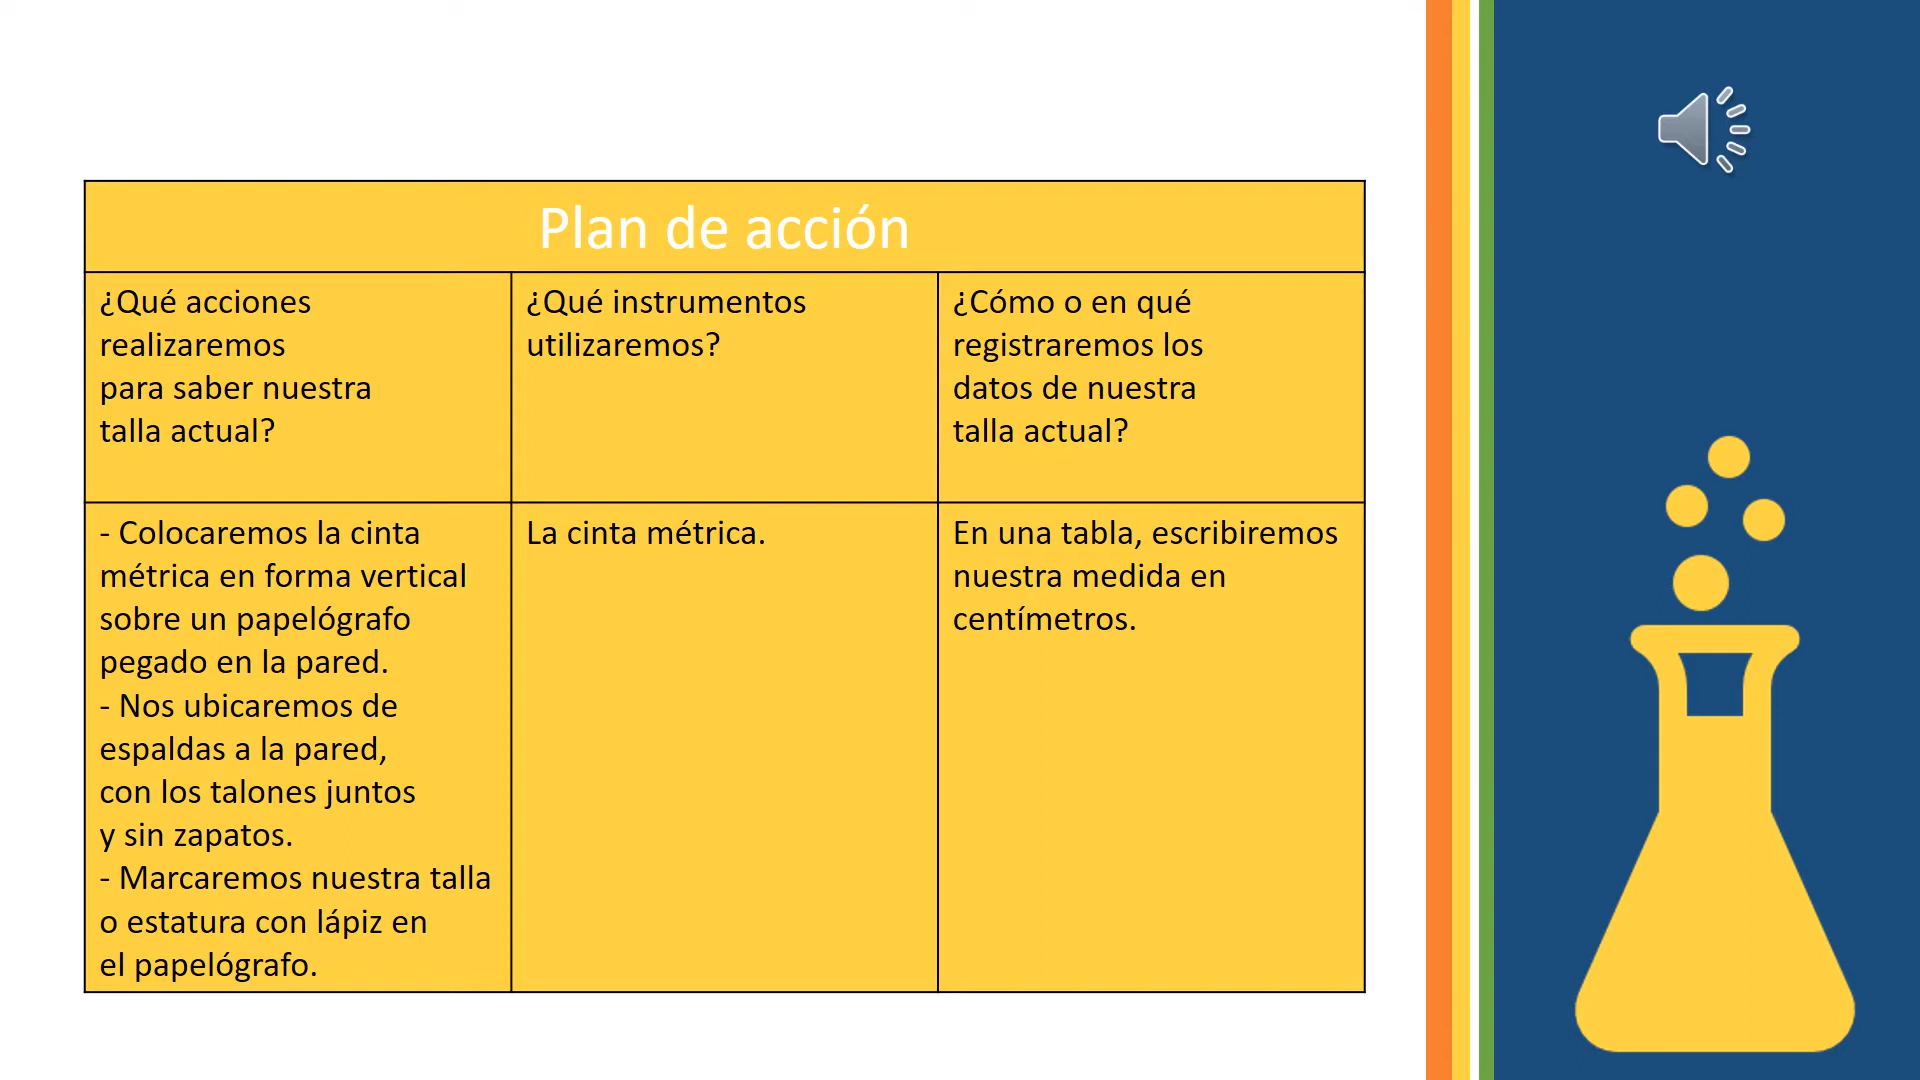 Plan de acción
¿Qué acciones
realizaremos
para saber nuestra
talla actual?
¿Qué instrumentos
utilizaremos?
¿Cómo o en qué
registraremos los
datos de nuestra
talla actual?
- Colocaremos la cinta
métrica en forma vertical
sobre un papelógrafo
pegado en la pared.
- Nos ubicaremos de
espaldas a la pared,
con los talones juntos
y sin zapatos.
- Marcaremos nuestra talla
o estatura con lápiz en
el papelógrafo.
La cinta métrica.
En una tabla, escribiremos
nuestra medida en
centímetros.